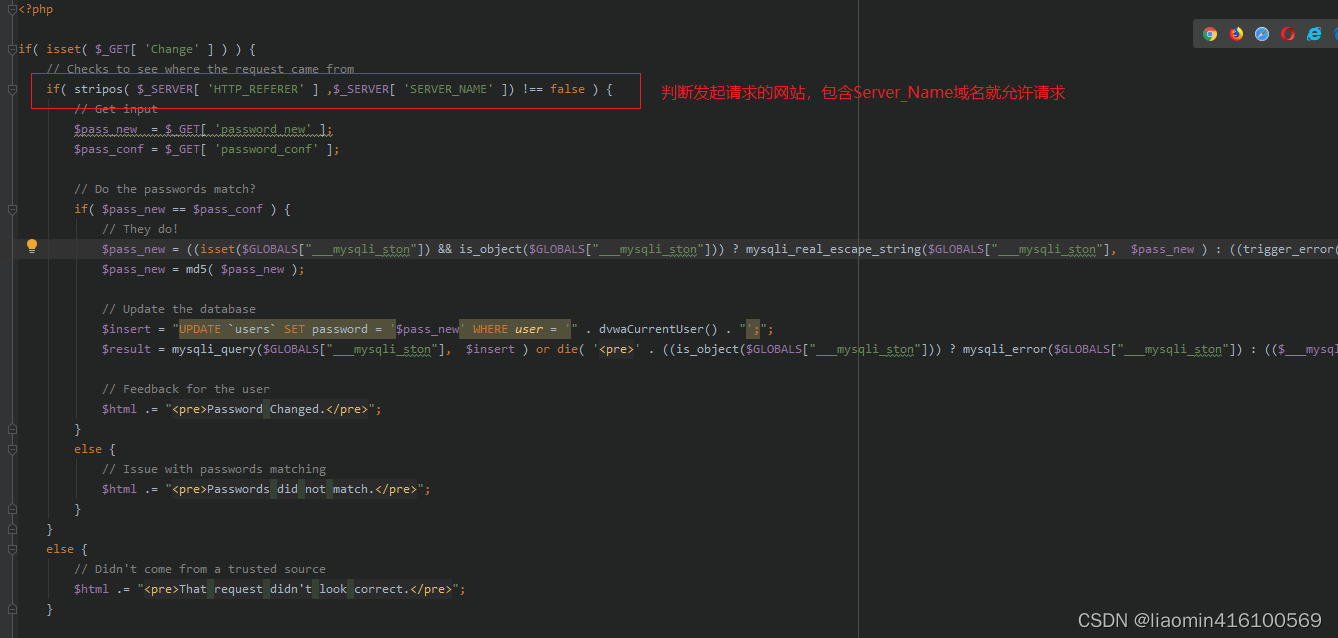 <?php
if( isset( $_GET[ 'Change' ] ) ) {
// Checks to see where the request came from
if( stripos( $_SERVER[ 'HTTP_REFERER' ] ,$_SERVER[ 'SERVER_NAME' ]) !== false ) { 判断发起请求的网站，包含Server_Name域名就允许请求
// Get input
$pass_new  = $_GET[ 'password_new' ];
$pass_conf = $_GET[ 'password_conf' ];
// Do the passwords match?
if( $pass_new == $pass_conf ) {
// They do!
$pass_new = ((isset($GLOBALS["___mysqli_ston"]) && is_object($GLOBALS["___mysqli_ston"])) ? mysqli_real_escape_string($GLOBALS["___mysqli_ston"],  $pass_new ) : ((trigger_error(
$pass_new = md5( $pass_new );
// Update the database
$insert = "UPDATE `users` SET password = '$pass_new' WHERE user = '" . dvwaCurrentUser() . "';";
$result = mysqli_query($GLOBALS["___mysqli_ston"],  $insert ) or die( '<pre>' . ((is_object($GLOBALS["___mysqli_ston"])) ? mysqli_error($GLOBALS["___mysqli_ston"]) : (($___mysql
// Feedback for the user
$html .= "<pre>Password Changed.</pre>";
}
else {
// Issue with passwords matching
$html .= "<pre>Passwords did not match.</pre>";
}
}
else {
// Didn't come from a trusted source
$html .= "<pre>That request didn't look correct.</pre>";
}
CSDN @liaomin416100569